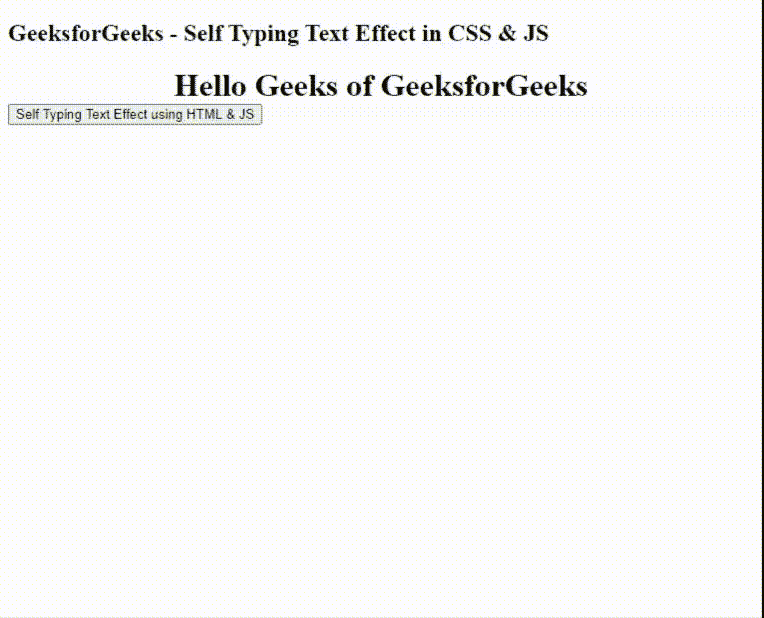 GeeksforGeeks - Self Typing Text Effect in CSS & JS
Hello Geeks of GeeksforGeeks
Self Typing Text Effect using HTML & JS